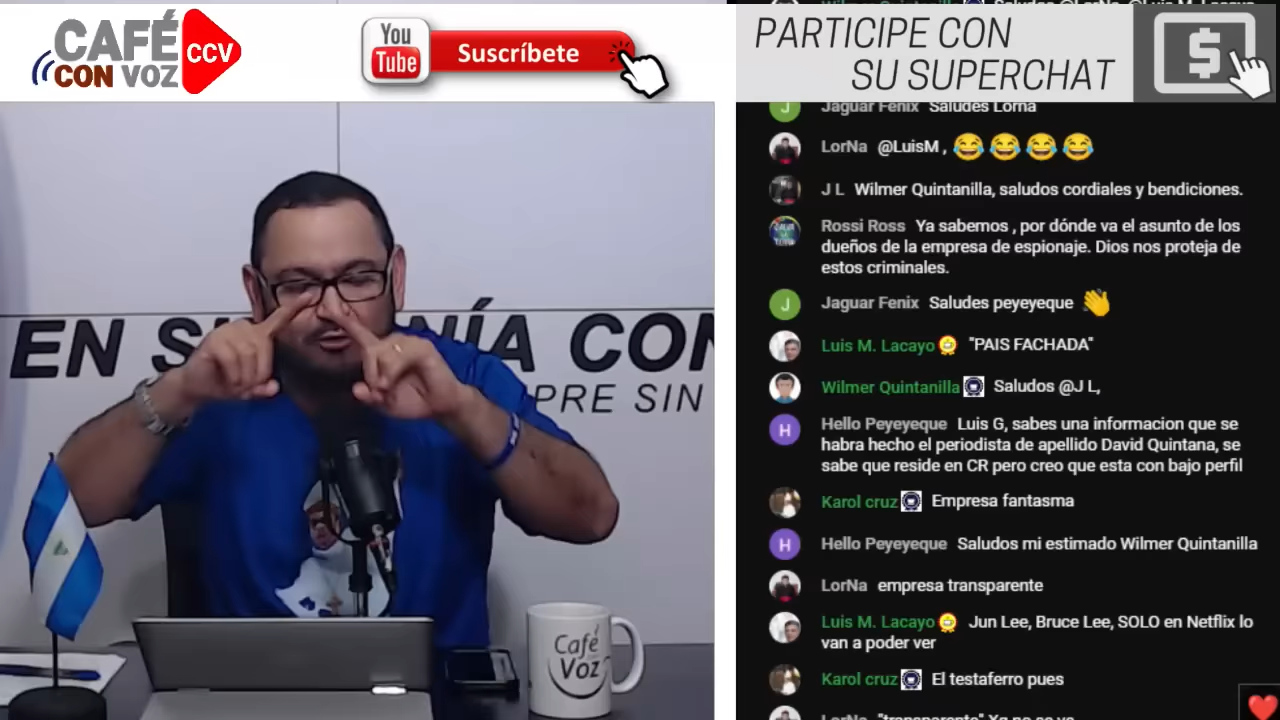 CAFÉ
CON VOZ
CCV
You
Tube
Suscríbete
PARTICIPE CON
SU SUPERCHAT
$
EN
CON
PRE SIN
Café
Voz
J Jaguar Fenix Saludes Lorna
LorNa @LuisM , 😂😂😂😂
J L Wilmer Quintanilla, saludos cordiales y bendiciones.
Rossi Ross Ya sabemos , por dónde va el asunto de los
dueños de la empresa de espionaje. Dios nos proteja de
estos criminales.
J Jaguar Fenix Saludes peyeyeque 👏
Luis M. Lacayo "PAIS FACHADA"
Wilmer Quintanilla Saludos @J L,
H Hello Peyeyeque Luis G, sabes una informacion que se
habra hecho el periodista de apellido David Quintana, se
sabe que reside en CR pero creo que esta con bajo perfil
Karol cruz Empresa fantasma
H Hello Peyeyeque Saludos mi estimado Wilmer Quintanilla
LorNa empresa transparente
Luis M. Lacayo Jun Lee, Bruce Lee, SOLO en Netflix lo
van a poder ver
Karol cruz El testaferro pues